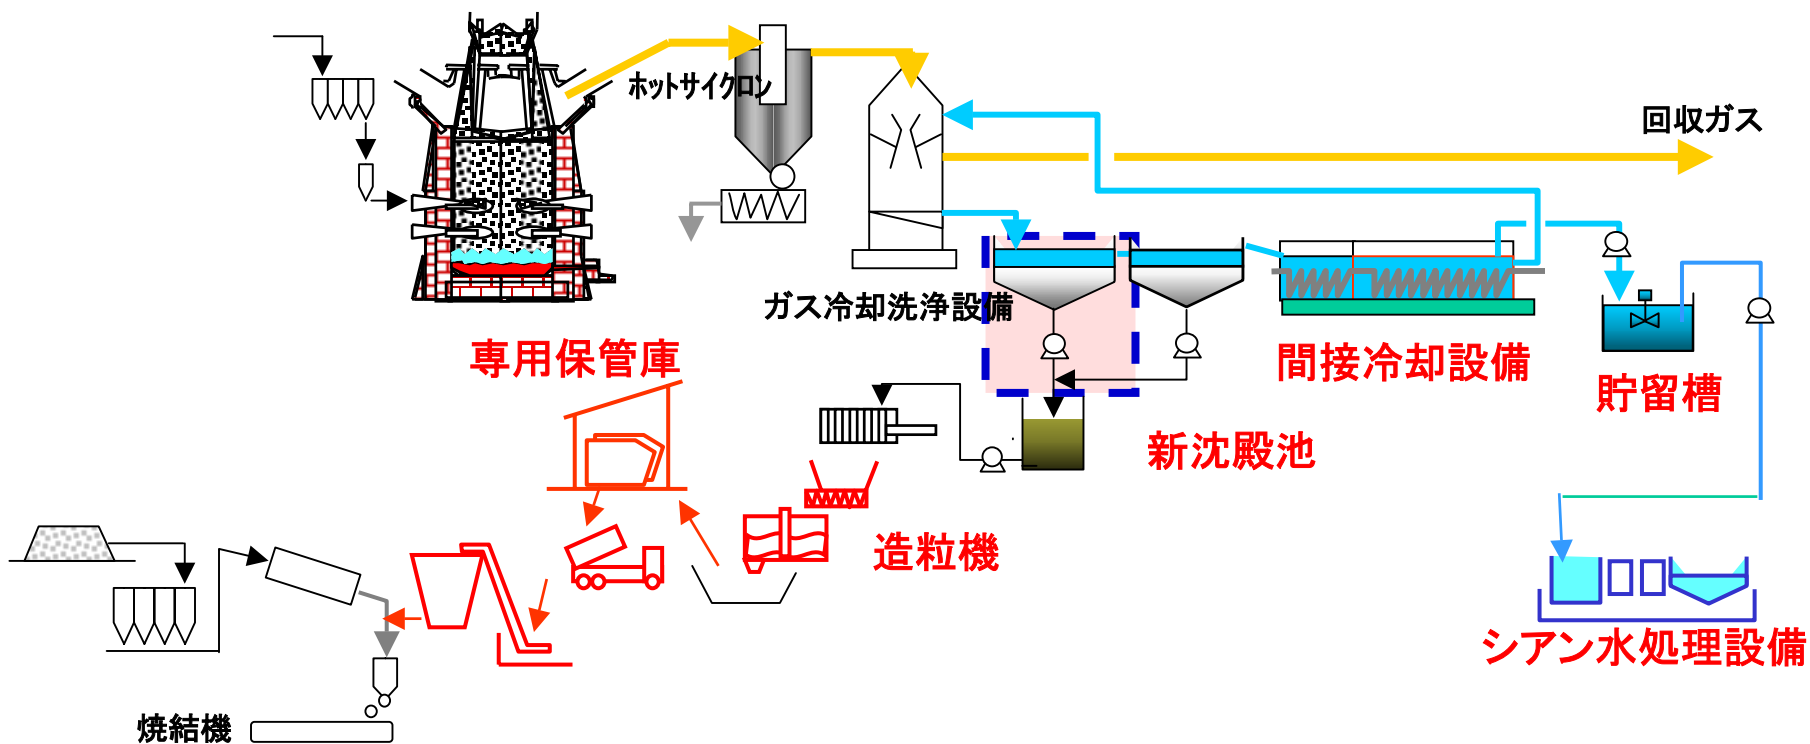 ホットサイクロン
回収ガス
ガス冷却洗浄設備
専用保管庫
間接冷却設備
貯留槽
新沈殿池
造粒機
シアン水処理設備
焼結機